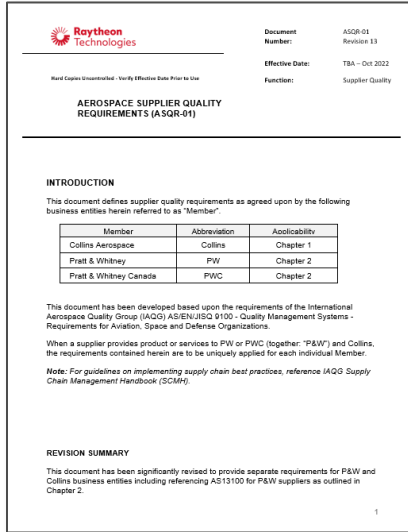 Raytheon
Technologies
Document Number: ASQR-01
Revision 13
Effective Date: TBA – Oct 2022
Hard Copies Uncontrolled - Verify Effective Date Prior to Use
Function: Supplier Quality
AEROSPACE SUPPLIER QUALITY
REQUIREMENTS (ASQR-01)
INTRODUCTION
This document defines supplier quality requirements as agreed upon by the following
business entities herein referred to as "Member".
Member Abbreviation Applicability
Collins Aerospace Collins Chapter 1
Pratt & Whitney PW Chapter 2
Pratt & Whitney Canada PWC Chapter 2
This document has been developed based upon the requirements of the International
Aerospace Quality Group (IAQG) AS/EN/JISQ 9100 - Quality Management Systems -
Requirements for Aviation, Space and Defense Organizations.
When a supplier provides product or services to PW or PWC (together: "P&W") and Collins,
the requirements contained herein are to be uniquely applied for each individual Member.
Note: For guidelines on implementing supply chain best practices, reference IAQG Supply
Chain Management Handbook (SCMH).
REVISION SUMMARY
This document has been significantly revised to provide separate requirements for P&W and
Collins business entities including referencing AS13100 for P&W suppliers as outlined in
Chapter 2.
1